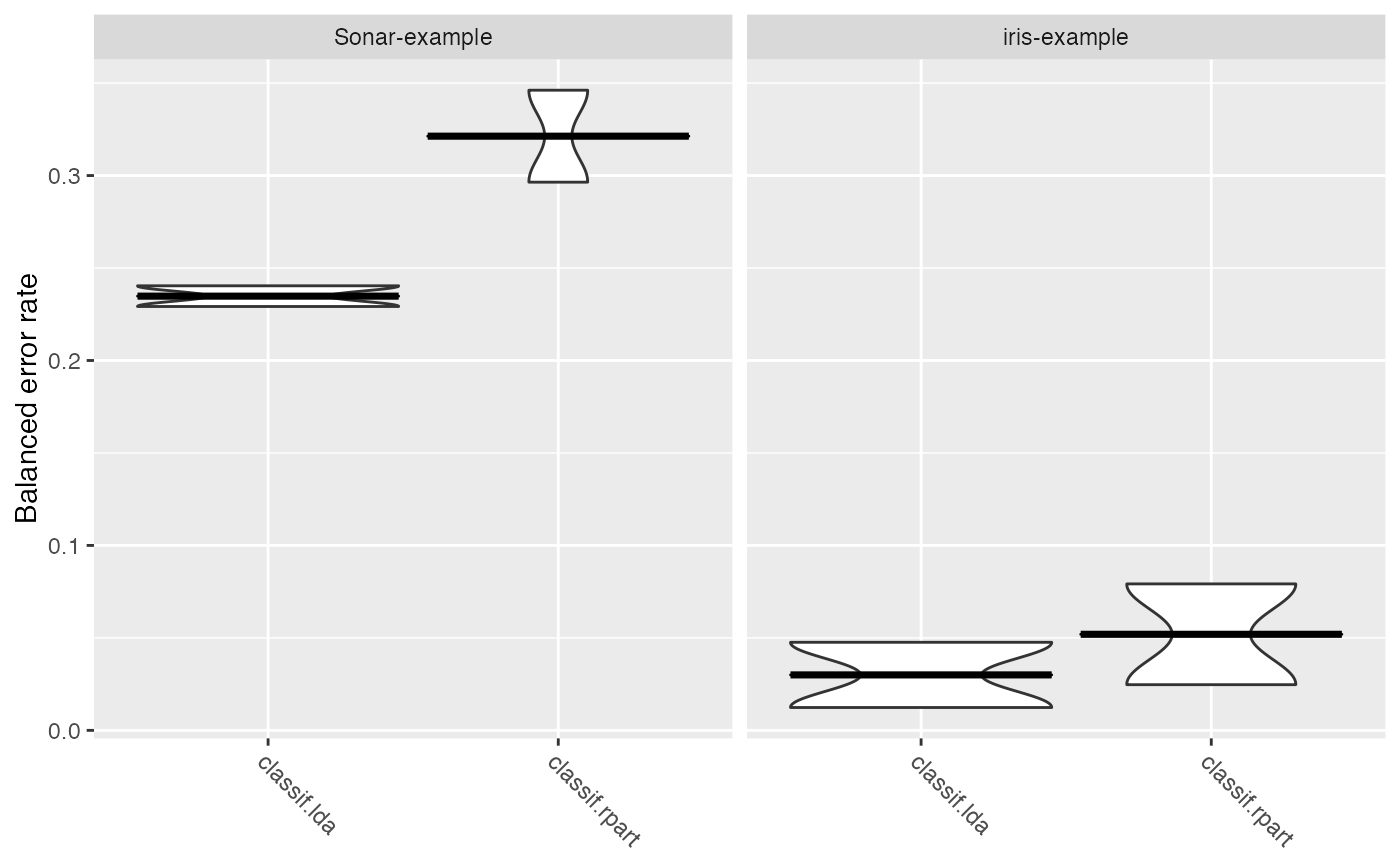 Sonar-example
iris-example
Balanced error rate
0.3
0.2
0.1
0.0
classif.lda
classif.rpart
classif.lda
classif.rpart